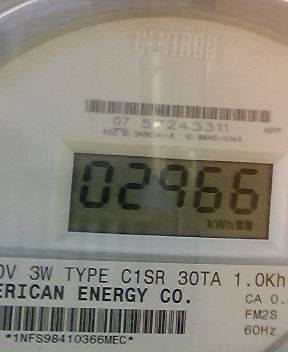 CENTRON
07 57245311
02966
kWh
0V 3W TYPE C1SR 30TA 1.0Kh
ERICAN ENERGY CO.
CA 0.
FM2S
60Hz
*1NFS98410366MEC*